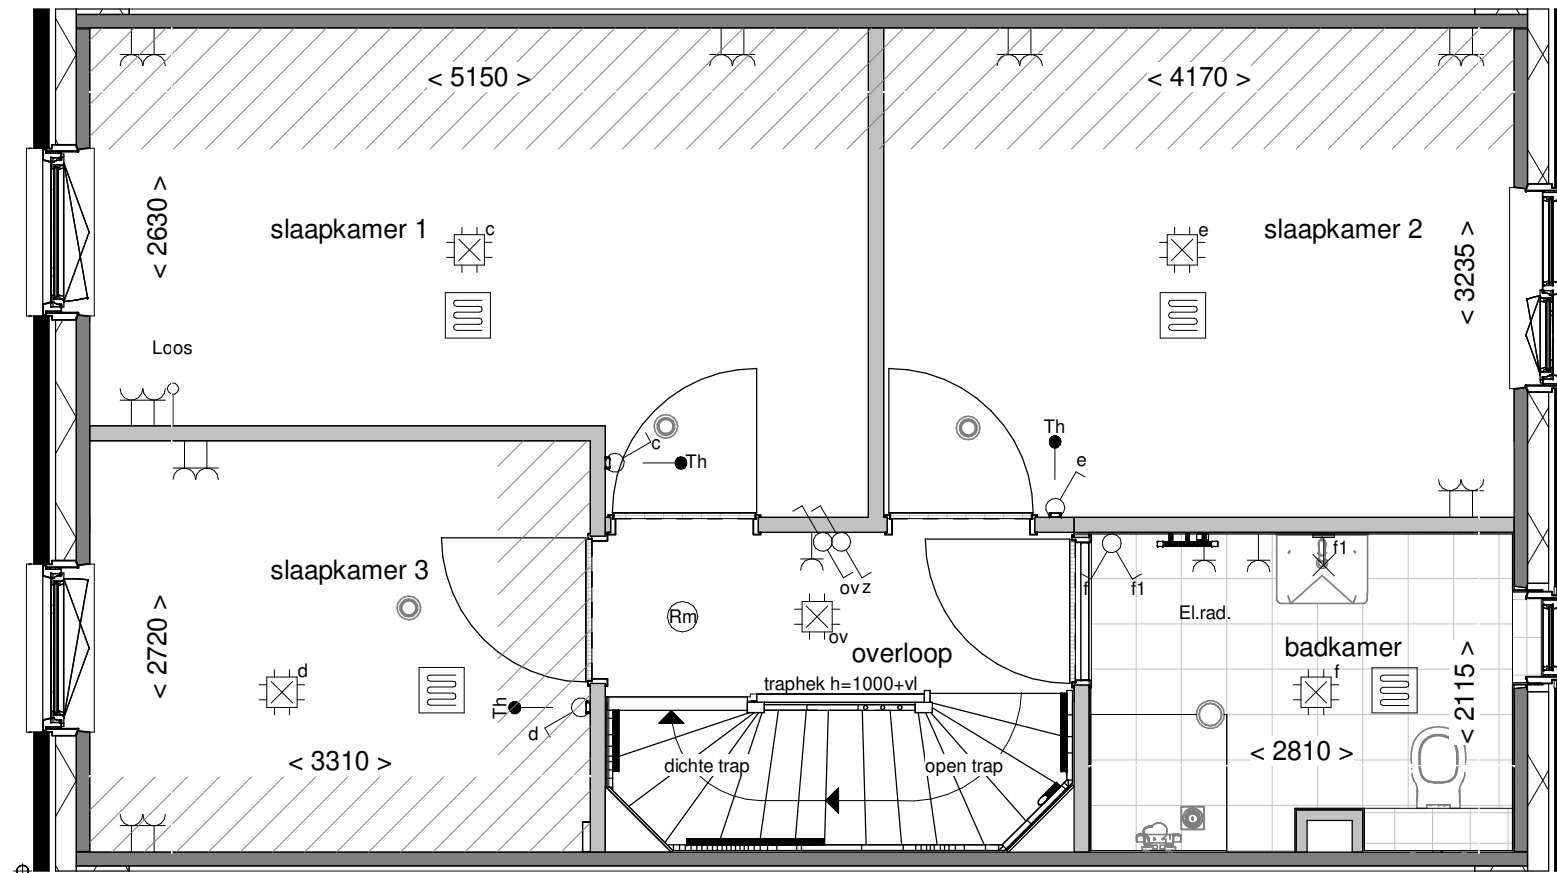 < 5150 >
< 4170 >
< 2630 >
slaapkamer 1
c
e
slaapkamer 2
< 3235 >
Loos
c
Th
Th
e
slaapkamer 3
ov z
f
f1
f1
El.rad.
Rm
ov
overloop
badkamer
f
< 2720 >
d
traphek h=1000+vl
< 2115 >
Th
d
< 3310 >
dichte trap
open trap
< 2810 >